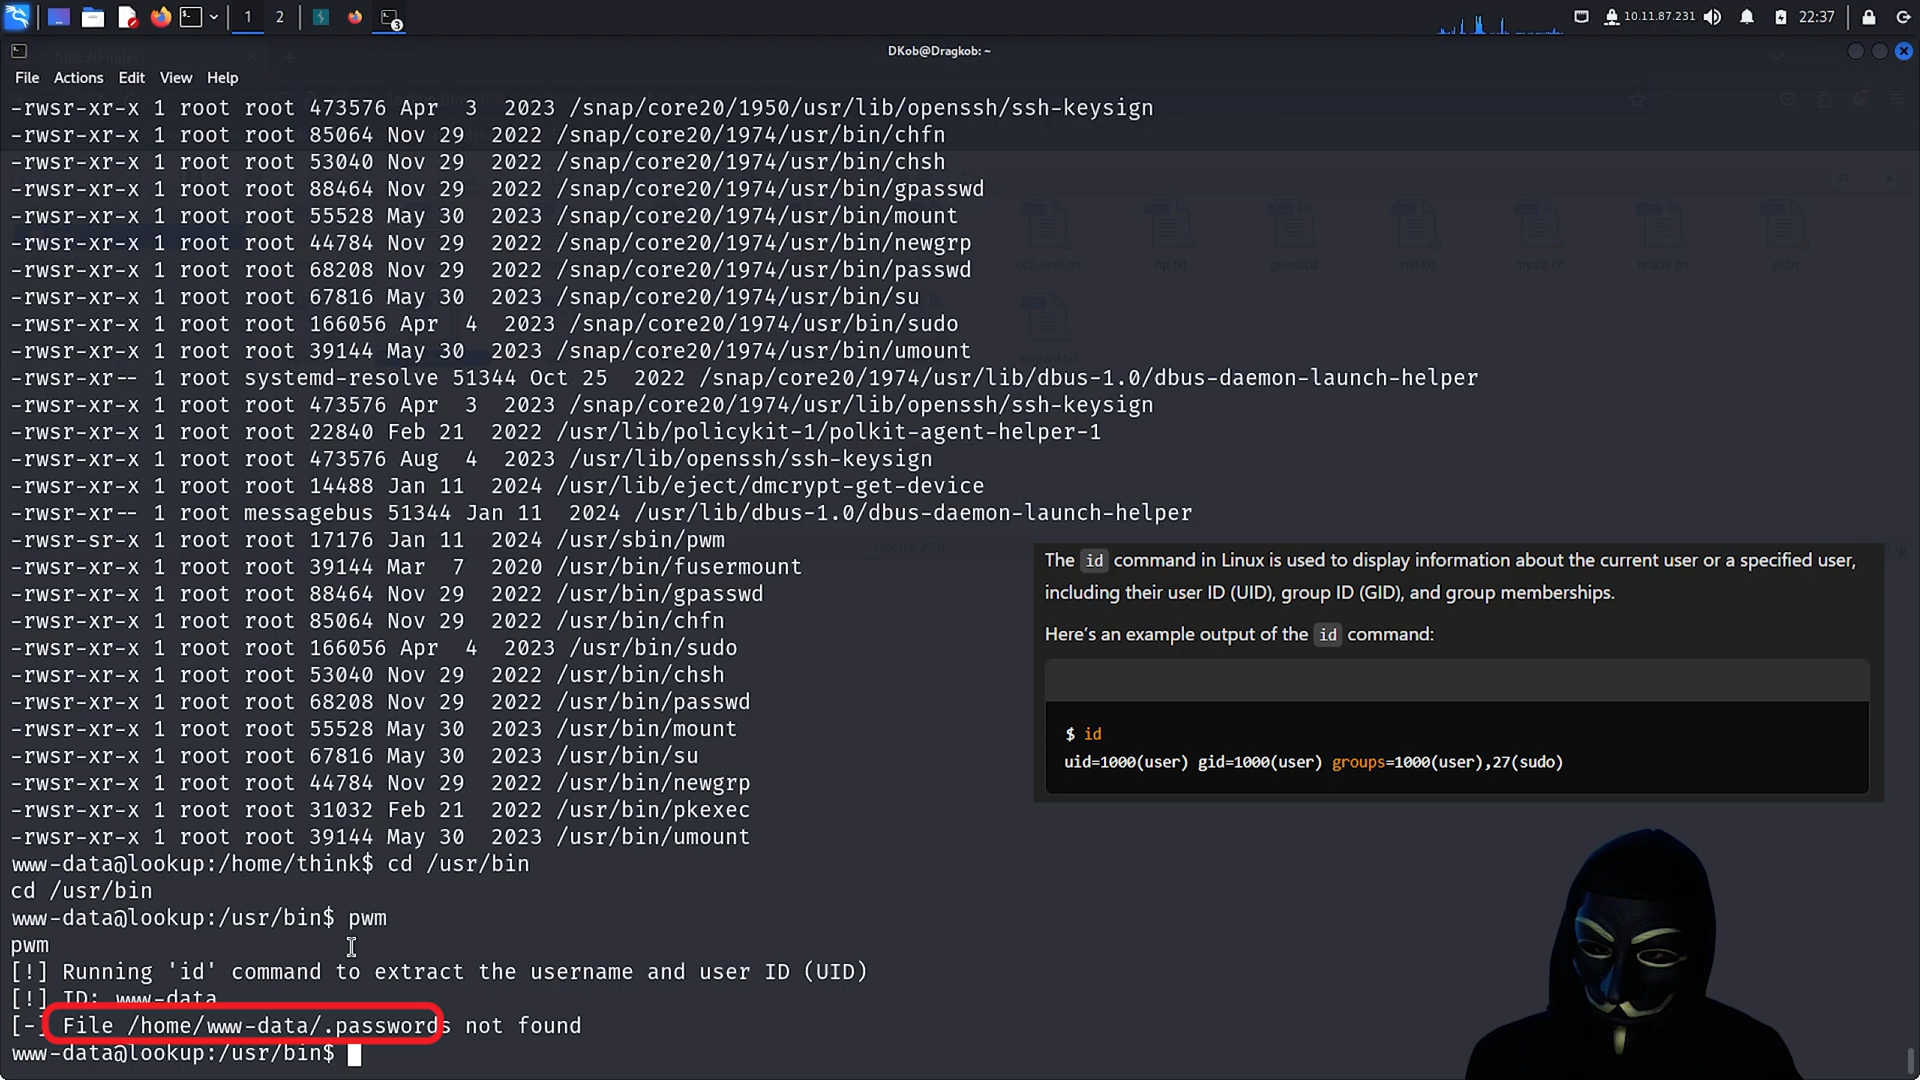 1 2
3
10.11.87.231
22:37
DKob@Dragkob: ~
File Actions Edit View Help
-rwsr-xr-x 1 root root 473576 Apr  3  2023 /snap/core20/1950/usr/lib/openssh/ssh-keysign
-rwsr-xr-x 1 root root 85064 Nov 29  2022 /snap/core20/1974/usr/bin/chfn
-rwsr-xr-x 1 root root 53040 Nov 29  2022 /snap/core20/1974/usr/bin/chsh
-rwsr-xr-x 1 root root 88464 Nov 29  2022 /snap/core20/1974/usr/bin/gpasswd
-rwsr-xr-x 1 root root 55528 May 30  2023 /snap/core20/1974/usr/bin/mount
-rwsr-xr-x 1 root root 44784 Nov 29  2022 /snap/core20/1974/usr/bin/newgrp
-rwsr-xr-x 1 root root 68208 Nov 29  2022 /snap/core20/1974/usr/bin/passwd
-rwsr-xr-x 1 root root 67816 May 30  2023 /snap/core20/1974/usr/bin/su
-rwsr-xr-x 1 root root 166056 Apr  4  2023 /snap/core20/1974/usr/bin/sudo
-rwsr-xr-x 1 root root 39144 May 30  2023 /snap/core20/1974/usr/bin/umount
-rwsr-xr-- 1 root systemd-resolve 51344 Oct 25  2022 /snap/core20/1974/usr/lib/dbus-1.0/dbus-daemon-launch-helper
-rwsr-xr-x 1 root root 473576 Apr  3  2023 /snap/core20/1974/usr/lib/openssh/ssh-keysign
-rwsr-xr-x 1 root root 22840 Feb 21  2022 /usr/lib/policykit-1/polkit-agent-helper-1
-rwsr-xr-x 1 root root 473576 Aug  4  2023 /usr/lib/openssh/ssh-keysign
-rwsr-xr-x 1 root root 14488 Jan 11  2024 /usr/lib/eject/dmcrypt-get-device
-rwsr-xr-- 1 root messagebus 51344 Jan 11  2024 /usr/lib/dbus-1.0/dbus-daemon-launch-helper
-rwsr-sr-x 1 root root 17176 Jan 11  2024 /usr/sbin/pwm
-rwsr-xr-x 1 root root 39144 Mar  7  2020 /usr/bin/fusermount
-rwsr-xr-x 1 root root 88464 Nov 29  2022 /usr/bin/gpasswd
-rwsr-xr-x 1 root root 85064 Nov 29  2022 /usr/bin/chfn
-rwsr-xr-x 1 root root 166056 Apr  4  2023 /usr/bin/sudo
-rwsr-xr-x 1 root root 53040 Nov 29  2022 /usr/bin/chsh
-rwsr-xr-x 1 root root 68208 Nov 29  2022 /usr/bin/passwd
-rwsr-xr-x 1 root root 55528 May 30  2023 /usr/bin/mount
-rwsr-xr-x 1 root root 67816 May 30  2023 /usr/bin/su
-rwsr-xr-x 1 root root 44784 Nov 29  2022 /usr/bin/newgrp
-rwsr-xr-x 1 root root 31032 Feb 21  2022 /usr/bin/pkexec
-rwsr-xr-x 1 root root 39144 May 30  2023 /usr/bin/umount
www-data@lookup:/home/think$ cd /usr/bin
cd /usr/bin
www-data@lookup:/usr/bin$ pwm
pwm
[!] Running 'id' command to extract the username and user ID (UID)
[!] ID: www-data
[-] File /home/www-data/.passwords not found
www-data@lookup:/usr/bin$
The id command in Linux is used to display information about the current user or a specified user,
including their user ID (UID), group ID (GID), and group memberships.
Here's an example output of the id command:
$ id
uid=1000(user) gid=1000(user) groups=1000(user),27(sudo)